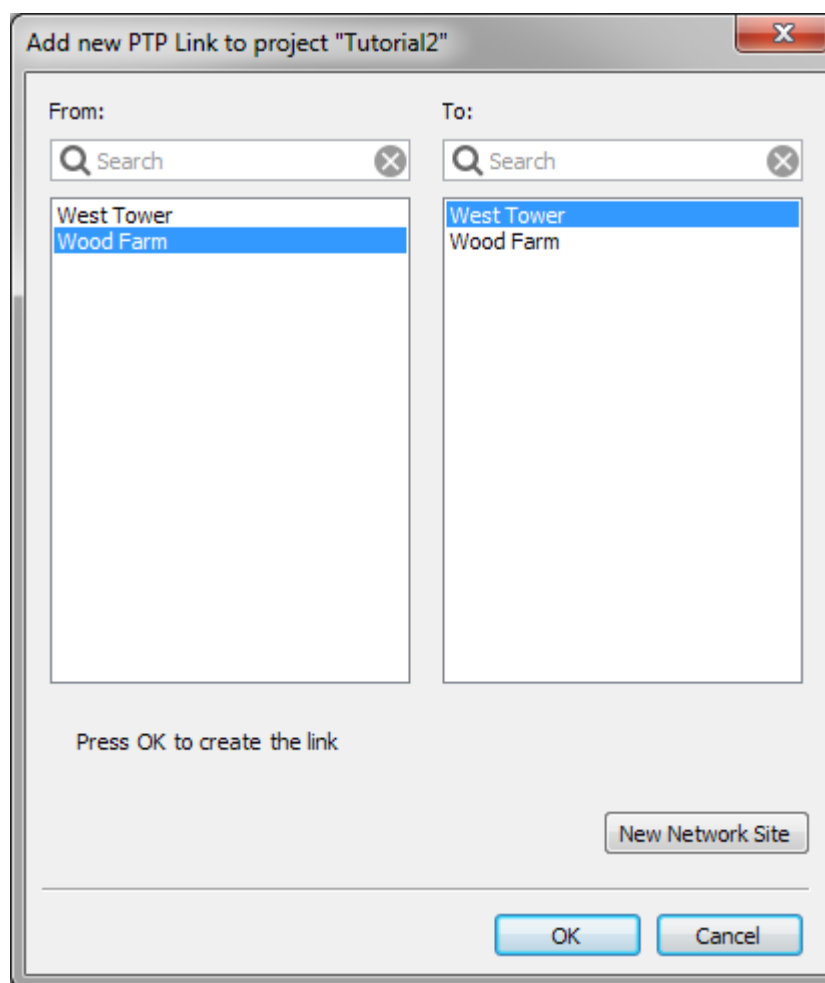 Add new PTP Link to project "Tutorial2"
From:
To:
Search
Search
West Tower
Wood Farm
West Tower
Wood Farm
Press OK to create the link
New Network Site
OK
Cancel